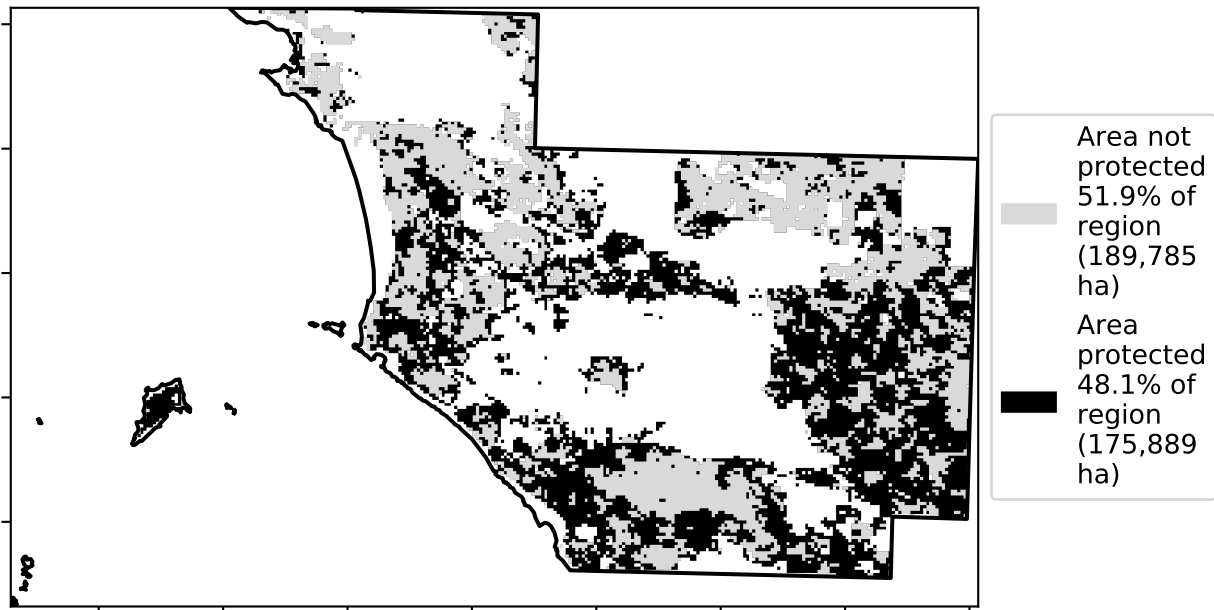 Area not
protected
51.9% of
region
(189,785
ha)
Area
protected
48.1% of
region
(175,889
ha)